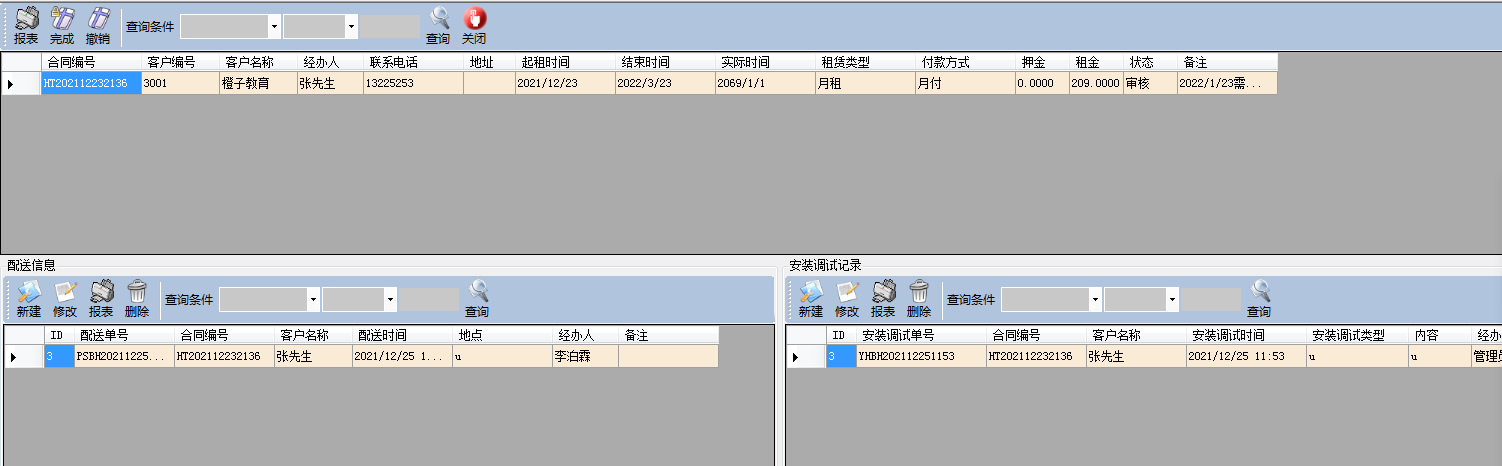 报表 完成 撤销 查询条件 查询 关闭
合同编号 客户编号 客户名称 经办人 联系电话 地址 起租时间 结束时间 实际时间 租赁类型 付款方式 押金 租金 状态 备注
HT202112232136 3001 橙子教育 张先生 13225253 2021/12/23 2022/3/23 2069/1/1 月租 月付 0.0000 209.0000 审核 2022/1/23需...
配送信息
新建 修改 报表 删除 查询条件 查询
ID 配送单号 合同编号 客户名称 配送时间 地点 经办人 备注
3 PSBH20211225... HT202112232136 张先生 2021/12/25 1... u 李泊霖
安装调试记录
新建 修改 报表 删除 查询条件 查询
ID 安装调试单号 合同编号 客户名称 安装调试时间 安装调试类型 内容 经办
3 YHBH202112251153 HT202112232136 张先生 2021/12/25 11:53 u u 管理员